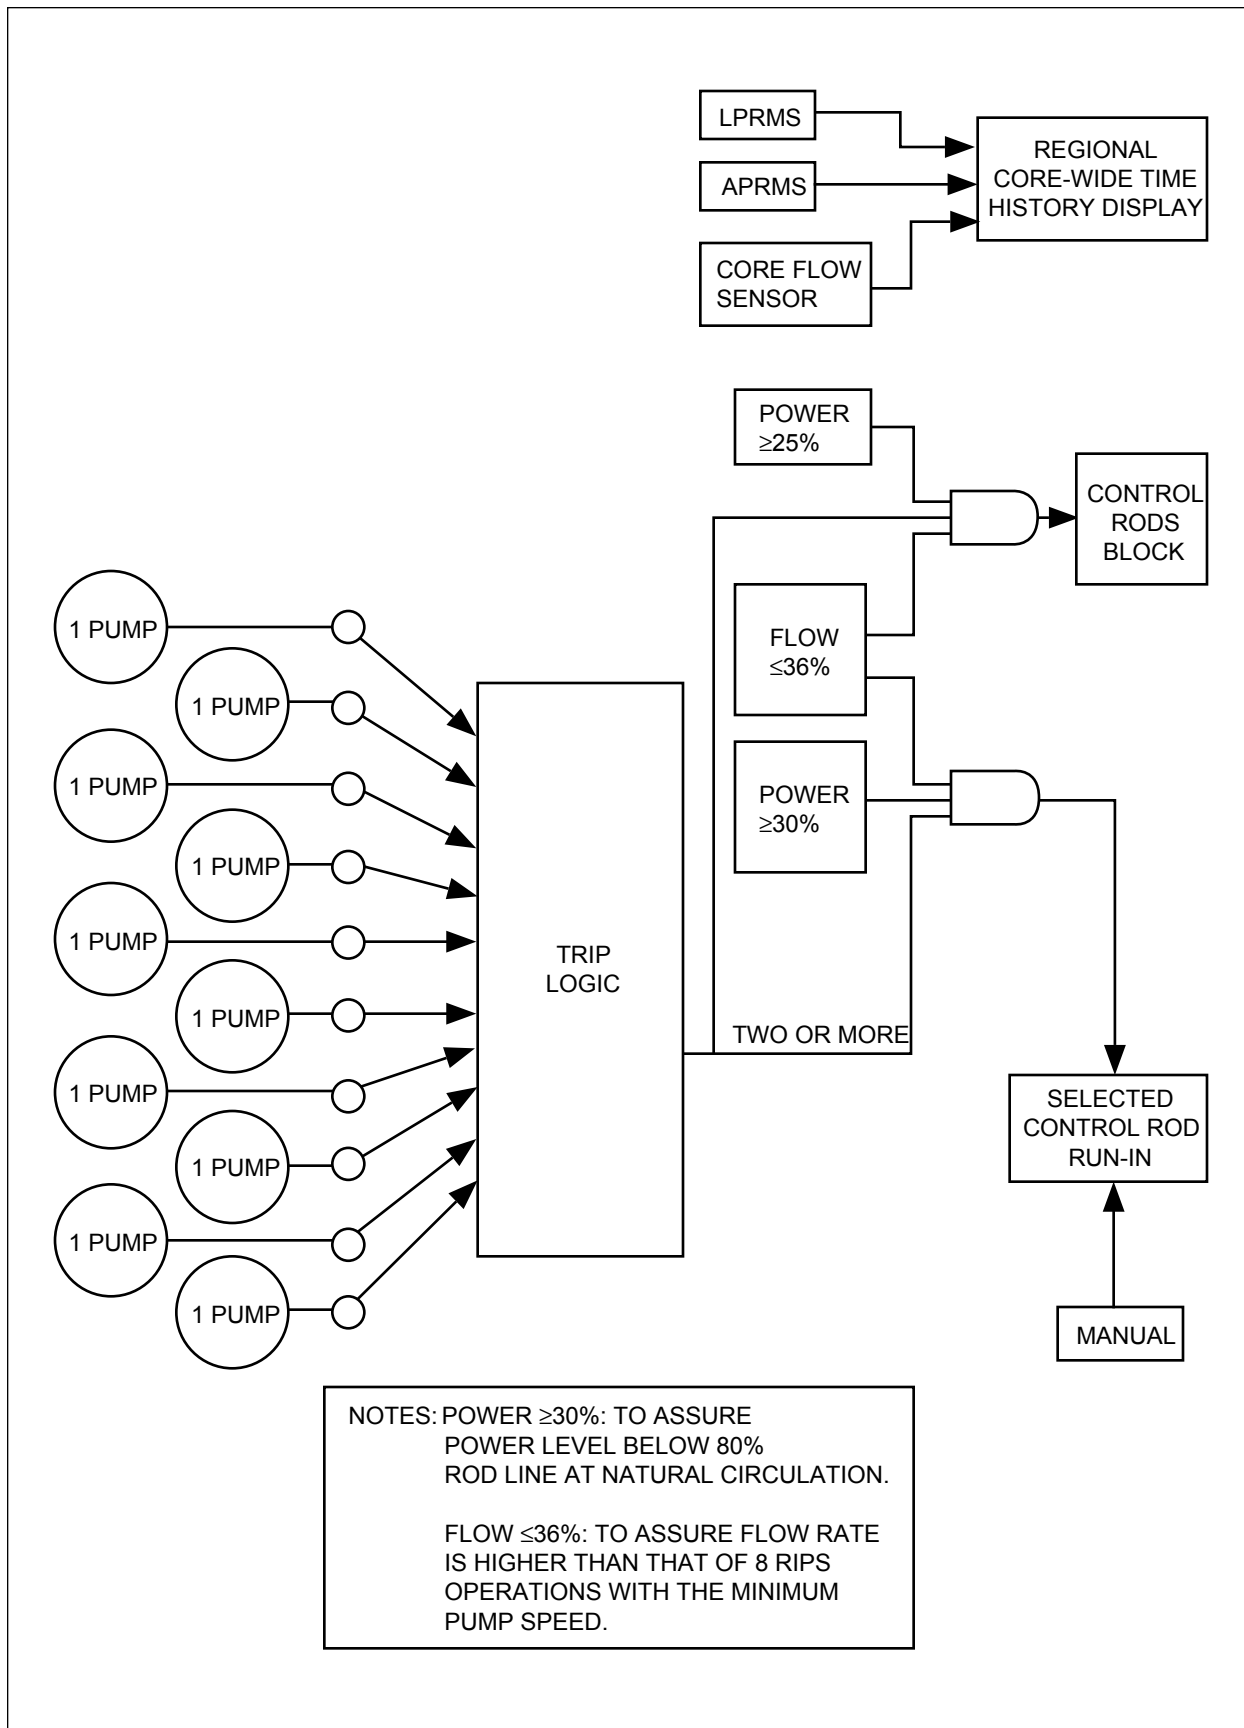 LPRMS
APRMS
CORE FLOW
SENSOR
REGIONAL
CORE-WIDE TIME
HISTORY DISPLAY
POWER
≥25%
CONTROL
RODS
BLOCK
FLOW
≤36%
POWER
≥30%
1 PUMP
1 PUMP
1 PUMP
1 PUMP
1 PUMP
1 PUMP
1 PUMP
1 PUMP
1 PUMP
1 PUMP
TRIP
LOGIC
TWO OR MORE
SELECTED
CONTROL ROD
RUN-IN
MANUAL
NOTES: POWER ≥30%: TO ASSURE
POWER LEVEL BELOW 80%
ROD LINE AT NATURAL CIRCULATION.
FLOW ≤36%: TO ASSURE FLOW RATE
IS HIGHER THAN THAT OF 8 RIPS
OPERATIONS WITH THE MINIMUM
PUMP SPEED.